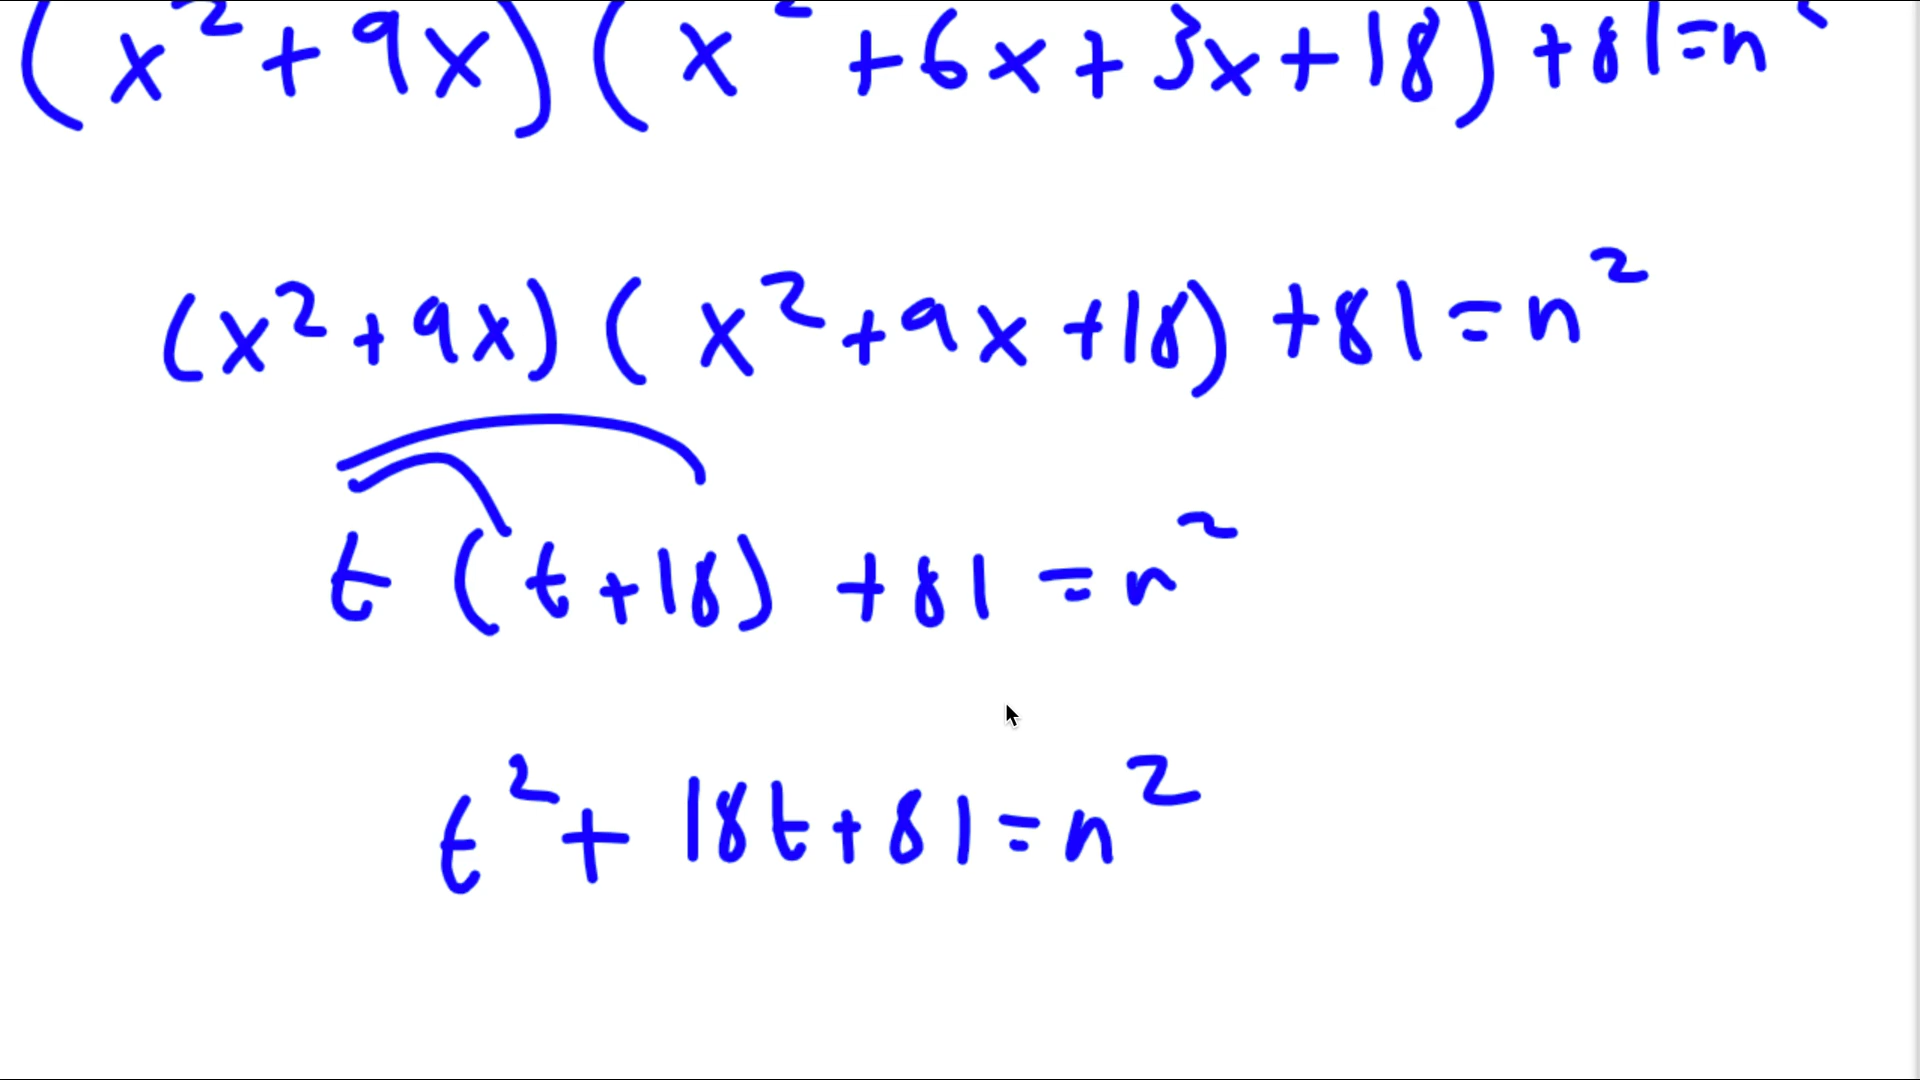 (x²+9x)(x²+6x+3x+18)+81=n²
(x²+9x)(x²+9x+18)+81=n²
t(t+18)+81=n²
t²+18t+81=n²